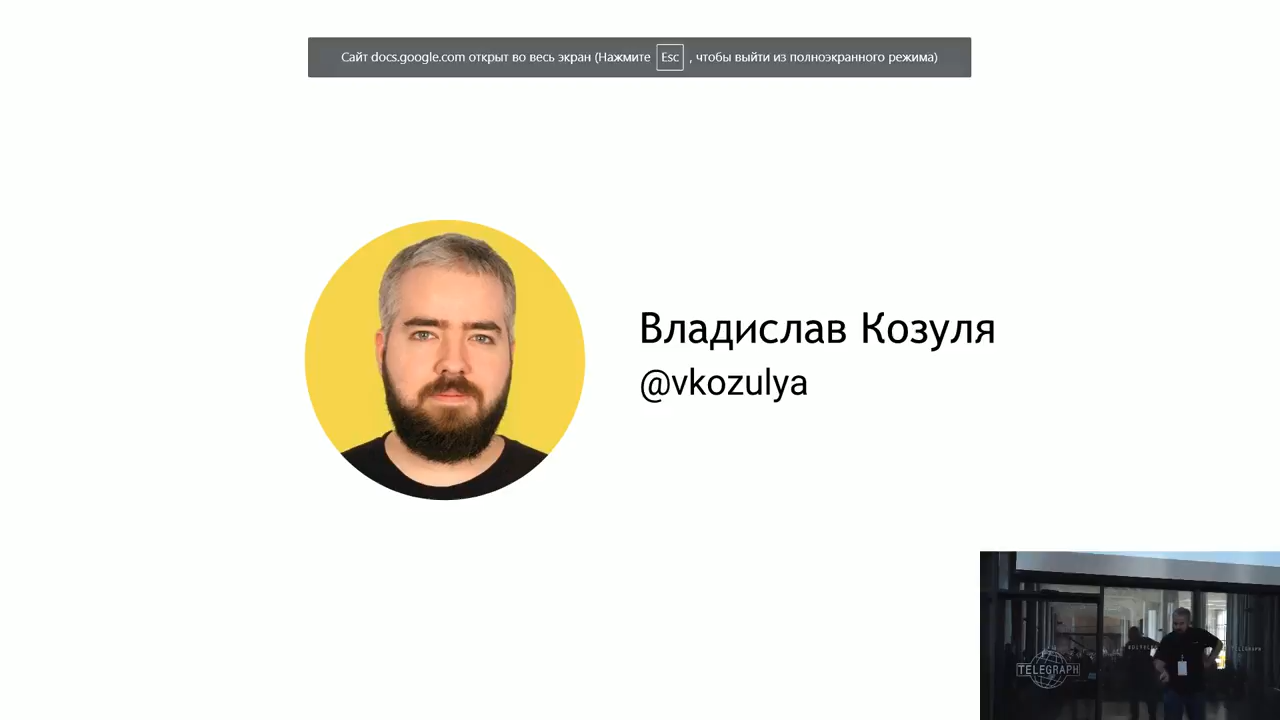 Сайт docs.google.com открыт во весь экран (Нажмите Esc , чтобы выйти из полноэкранного режима)
Владислав Козуля
@vkozulya
TELEGRAPH